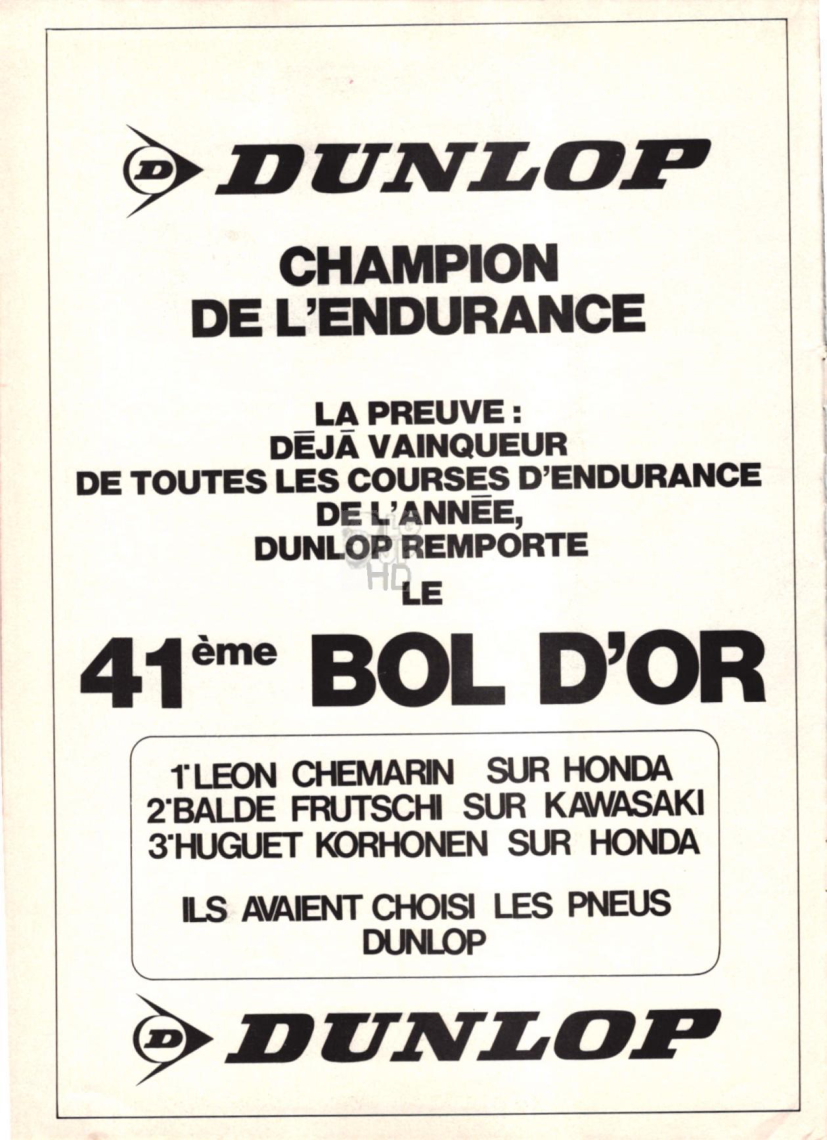 D DUNLOP
CHAMPION
DE L'ENDURANCE
LA PREUVE :
DÉJÀ VAINQUEUR
DE TOUTES LES COURSES D'ENDURANCE
DE L'ANNÉE,
DUNLOP REMPORTE
LE
41ème BOL D'OR
1° LEON CHEMARIN SUR HONDA
2° BALDE FRUTSCHI SUR KAWASAKI
3° HUGUET KORHONEN SUR HONDA
ILS AVAIENT CHOISI LES PNEUS
DUNLOP
D DUNLOP
HD